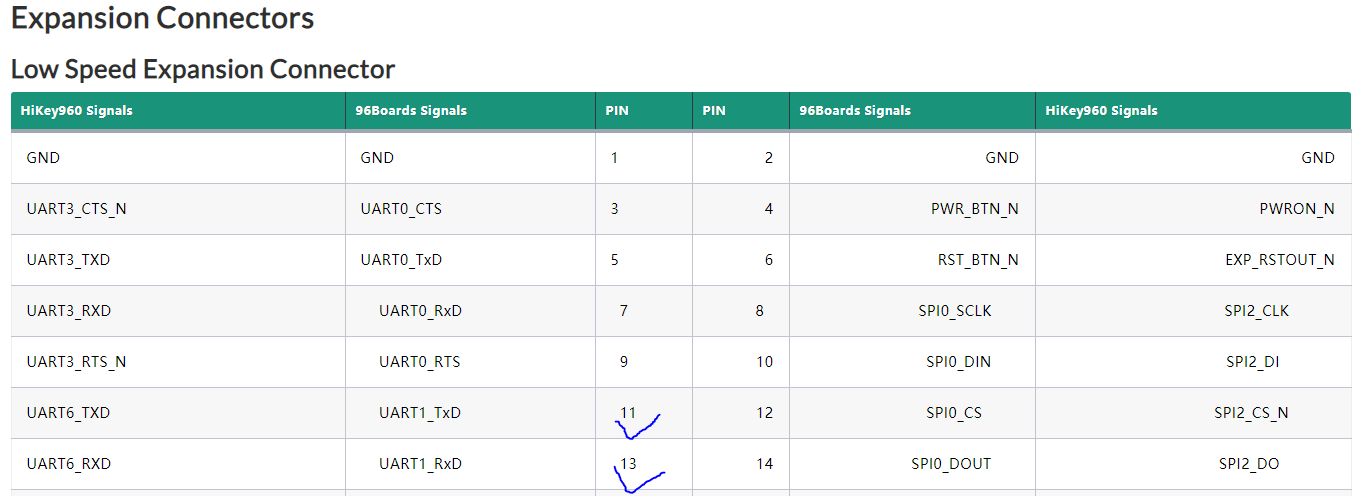 Expansion Connectors
Low Speed Expansion Connector
HiKey960 Signals 96Boards Signals PIN PIN 96Boards Signals HiKey960 Signals
GND GND 1 2 GND GND
UART3_CTS_N UART0_CTS 3 4 PWR_BTN_N PWRON_N
UART3_TXD UART0_TxD 5 6 RST_BTN_N EXP_RSTOUT_N
UART3_RXD UART0_RxD 7 8 SPI0_SCLK SPI2_CLK
UART3_RTS_N UART0_RTS 9 10 SPI0_DIN SPI2_DI
UART6_TXD UART1_TxD 11 12 SPI0_CS SPI2_CS_N
UART6_RXD UART1_RxD 13 14 SPI0_DOUT SPI2_DO